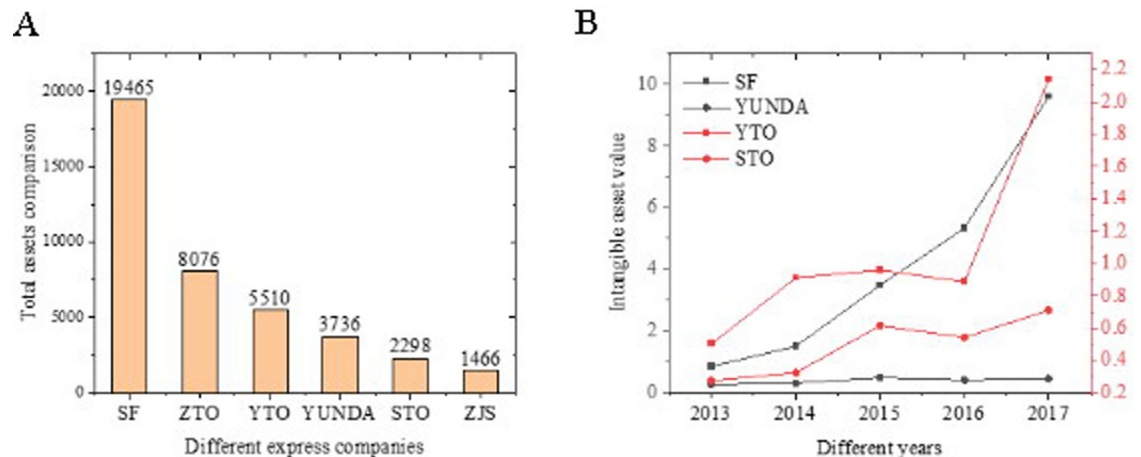 A
19465
8076
5510
3736
2298
1466
20000
15000
10000
5000
0
Total assets comparison
SF ZTO YTO YUNDA STO ZJS
Different express companies
B
SF
YUNDA
YTO
STO
10
8
6
4
2
0
Intangible asset value
2.2
2.0
1.8
1.6
1.4
1.2
1.0
0.8
0.6
0.4
0.2
2013 2014 2015 2016 2017
Different years